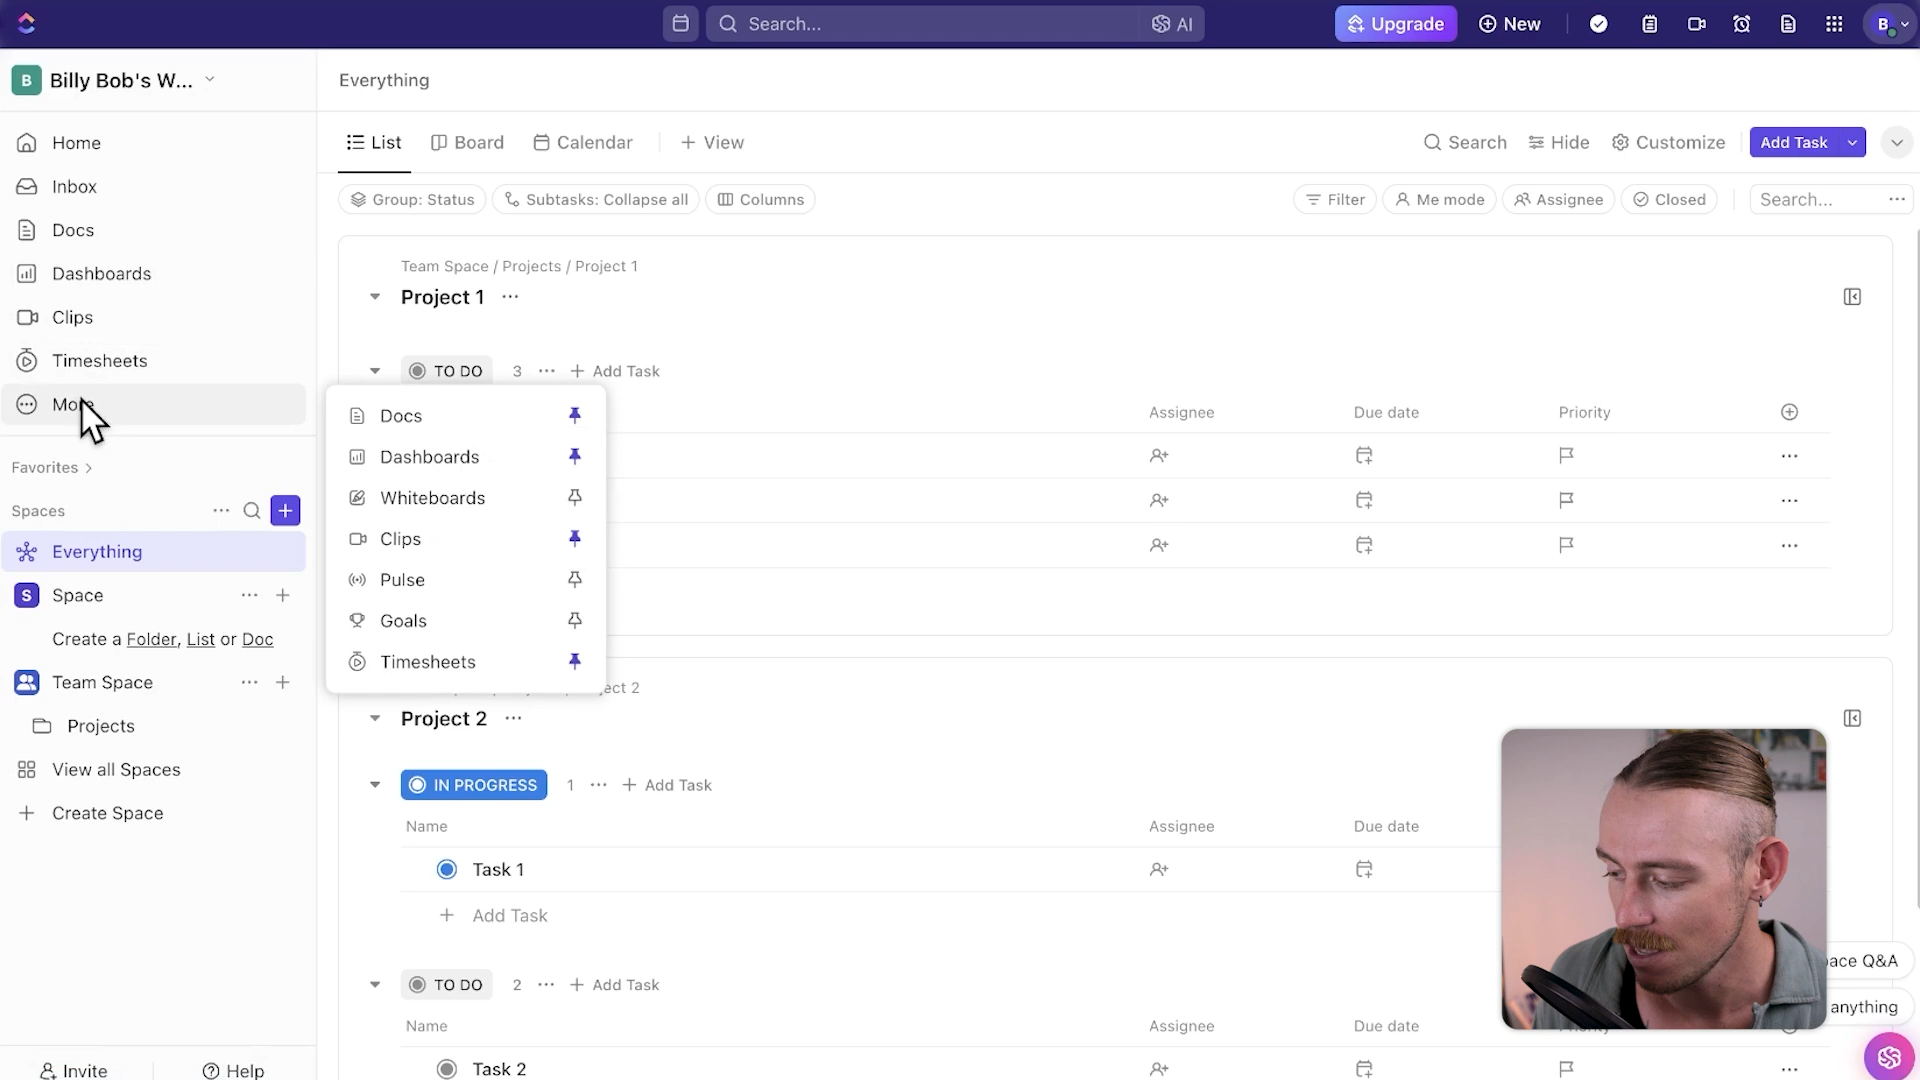 Search...
AI
Upgrade
New
B
B
Billy Bob's W...
Home
Inbox
Docs
Dashboards
Clips
Timesheets
Favorites
Spaces
Everything
S
Space
Create a Folder, List or Doc
Team Space
Projects
View all Spaces
Create Space
Invite
Help
Everything
List
Board
Calendar
View
Search
Hide
Customize
Add Task
Group: Status
Subtasks: Collapse all
Columns
Filter
Me mode
Assignee
Closed
Search...
Team Space / Projects / Project 1
Project 1
TO DO
3
Add Task
Assignee
Due date
Priority
Docs
Dashboards
Whiteboards
Clips
Pulse
Goals
Timesheets
Project 2
IN PROGRESS
1
Add Task
Name
Assignee
Due date
Task 1
Add Task
TO DO
2
Add Task
Name
Assignee
Due date
Task 2
Q&A
anything